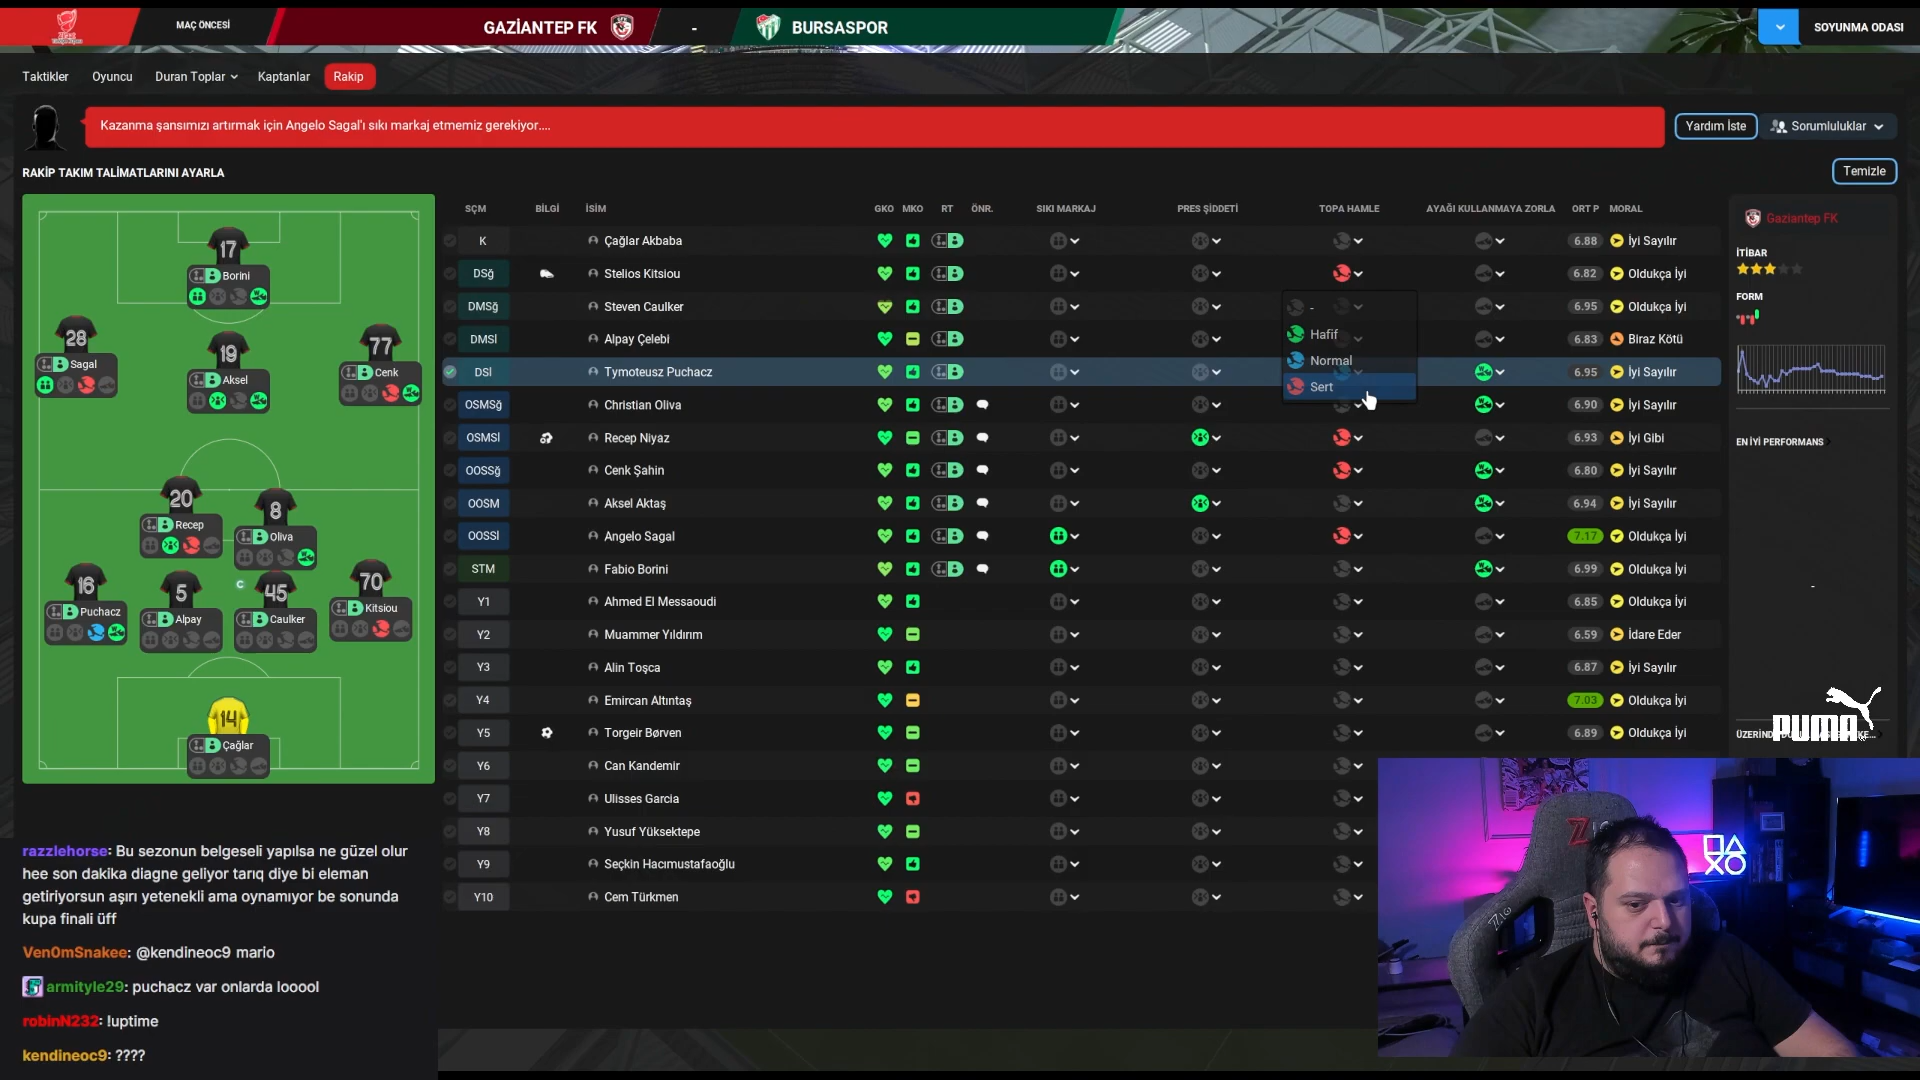 MAÇ ÖNCESİ
GAZİANTEP FK - BURSASPOR
SOYUNMA ODASI
Taktikler Oyuncu Duran Toplar Kaptanlar Rakip
Kazanma şansımızı artırmak için Angelo Sagal'ı sıkı markaj etmemiz gerekiyor....
Yardım İste Sorumluluklar
RAKİP TAKIM TALİMATLARINI AYARLA
Temizle
17
Borini
28
Sagal
19
Aksel
77
Cenk
20
Recep
8
Oliva
16
Puchacz
5
Alpay
C
45
Caulker
70
Kitsiou
14
Çağlar
SÇM BİLGİ İSİM GKO MKO RT ÖNR. SIKI MARKAJ PRES ŞİDDETİ TOPA HAMLE AYAĞI KULLANMAYA ZORLA ORT P MORAL
K Çağlar Akbaba 6.88 İyi Sayılır
DSğ Stelios Kitsiou 6.82 Oldukça İyi
DMSğ Steven Caulker 6.95 Oldukça İyi
DMSl Alpay Çelebi 6.83 Biraz Kötü
DSl Tymoteusz Puchacz 6.95 İyi Sayılır
OSMSğ Christian Oliva 6.90 İyi Sayılır
OSMSl Recep Niyaz 6.93 İyi Gibi
OOSSğ Cenk Şahin 6.80 İyi Sayılır
OOSM Aksel Aktaş 6.94 İyi Sayılır
OOSSl Angelo Sagal 7.17 Oldukça İyi
STM Fabio Borini 6.99 Oldukça İyi
Y1 Ahmed El Messaoudi 6.85 Oldukça İyi
Y2 Muammer Yıldırım 6.59 İdare Eder
Y3 Alin Toşca 6.87 İyi Sayılır
Y4 Emircan Altıntaş 7.03 Oldukça İyi
Y5 Torgeir Børven 6.89 Oldukça İyi
Y6 Can Kandemir
Y7 Ulisses Garcia
Y8 Yusuf Yüksektepe
Y9 Seçkin Hacımustafaoğlu
Y10 Cem Türkmen
-
Hafif
Normal
Sert
Gaziantep FK
İTİBAR
FORM
EN İYİ PERFORMANS
-
PUMA
razzlehorse: Bu sezonun belgeseli yapılsa ne güzel olur
hee son dakika diagne geliyor tarıq diye bi eleman
getiriyorsun aşırı yetenekli ama oynamıyor be sonunda
kupa finali üff
Ven0mSnakee: @kendineoc9 mario
armityle29: puchacz var onlarda looool
robinN232: !uptime
kendineoc9: ????